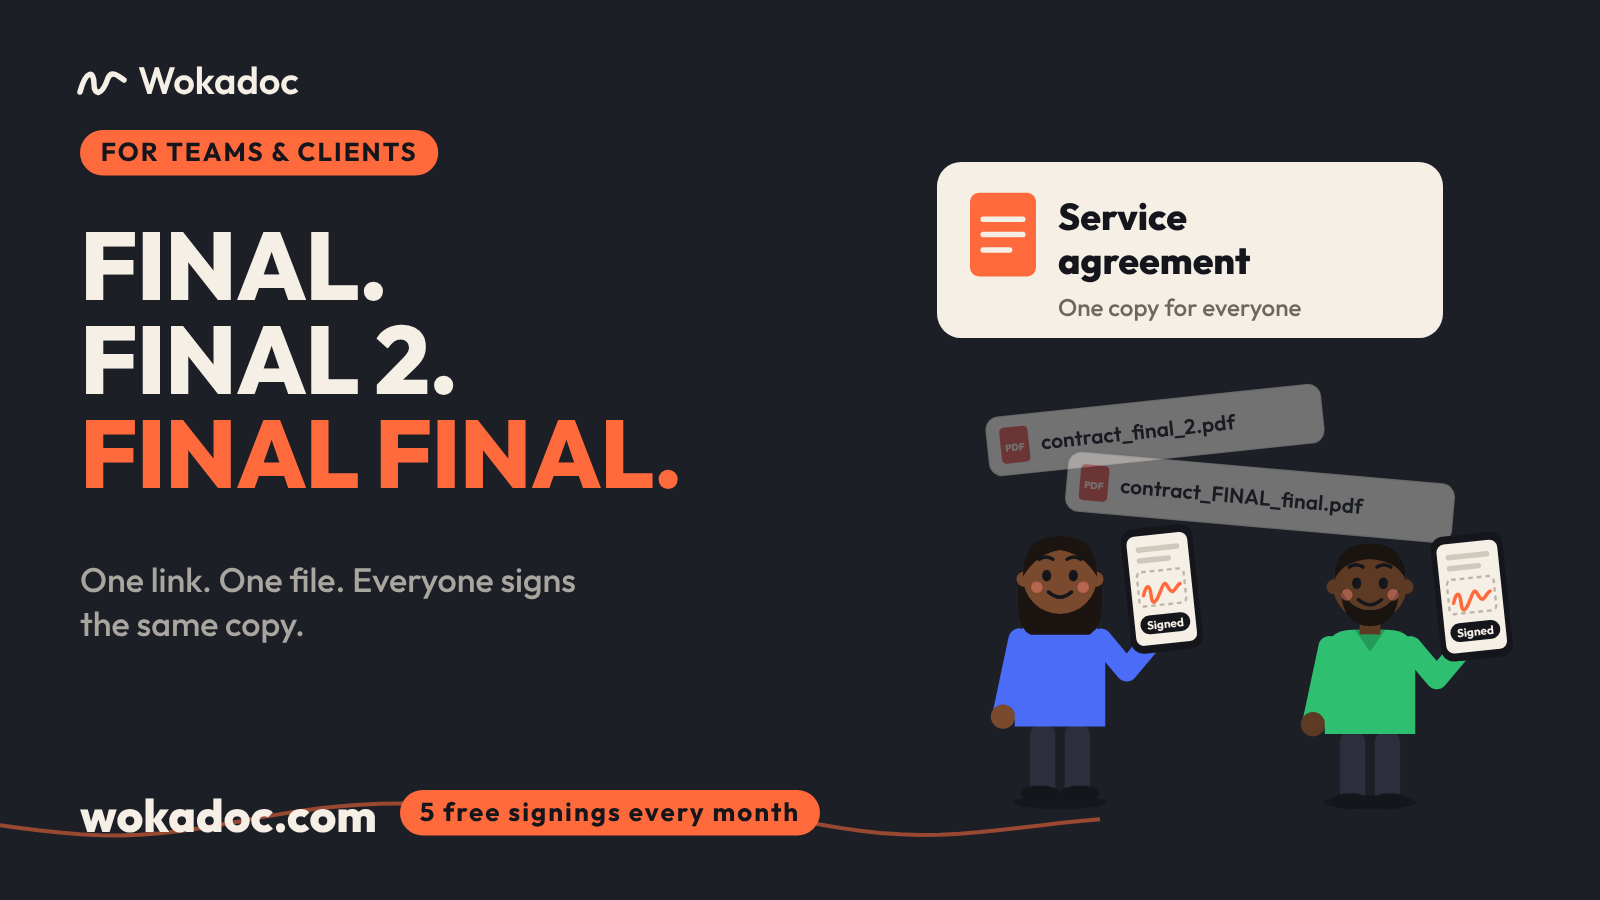 Wokadoc
FOR TEAMS & CLIENTS
FINAL.
FINAL 2.
FINAL FINAL.
One link. One file. Everyone signs
the same copy.
wokadoc.com
5 free signings every month
Service
agreement
One copy for everyone
PDF
contract_final_2.pdf
PDF
contract_FINAL_final.pdf
Signed
Signed